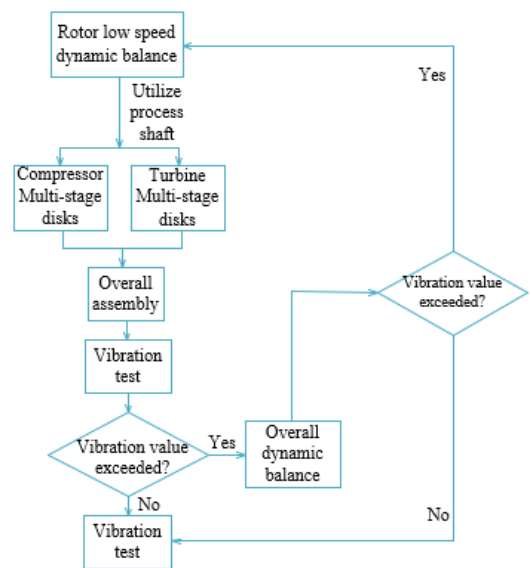 Rotor low speed
dynamic balance
Yes
Utilize
process
shaft
Compressor
Multi-stage
disks
Turbine
Multi-stage
disks
Overall
assembly
Vibration value
exceeded?
Vibration
test
Vibration value
exceeded?
Yes
Overall
dynamic
balance
No
No
Vibration
test